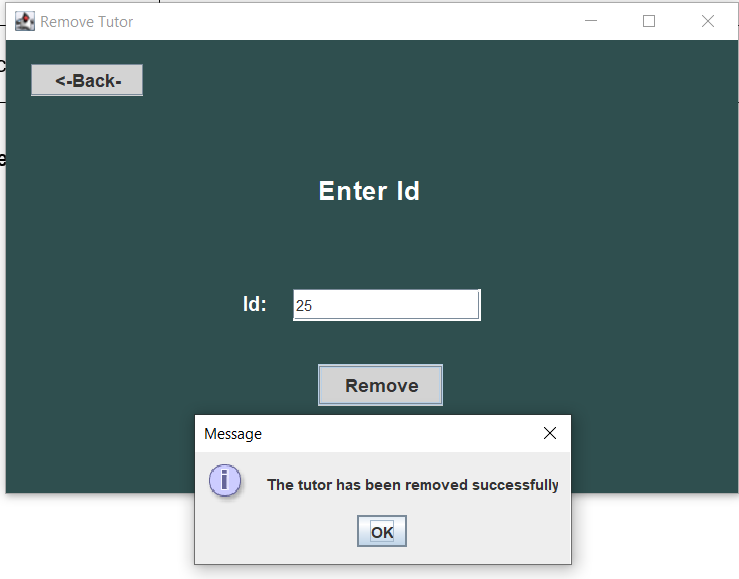 Remove Tutor
<-Back-
Enter Id
Id:
25
Remove
Message
The tutor has been removed successfully
OK